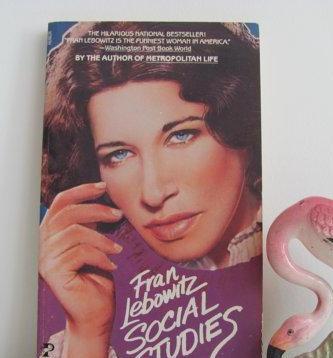 THE HILARIOUS NATIONAL BESTSELLER!
"FRAN LEBOWITZ IS THE FUNNIEST WOMAN IN AMERICA."
—Washington Post Book World
BY THE AUTHOR OF METROPOLITAN LIFE
Fran
Lebowitz
SOCIAL
STUDIES